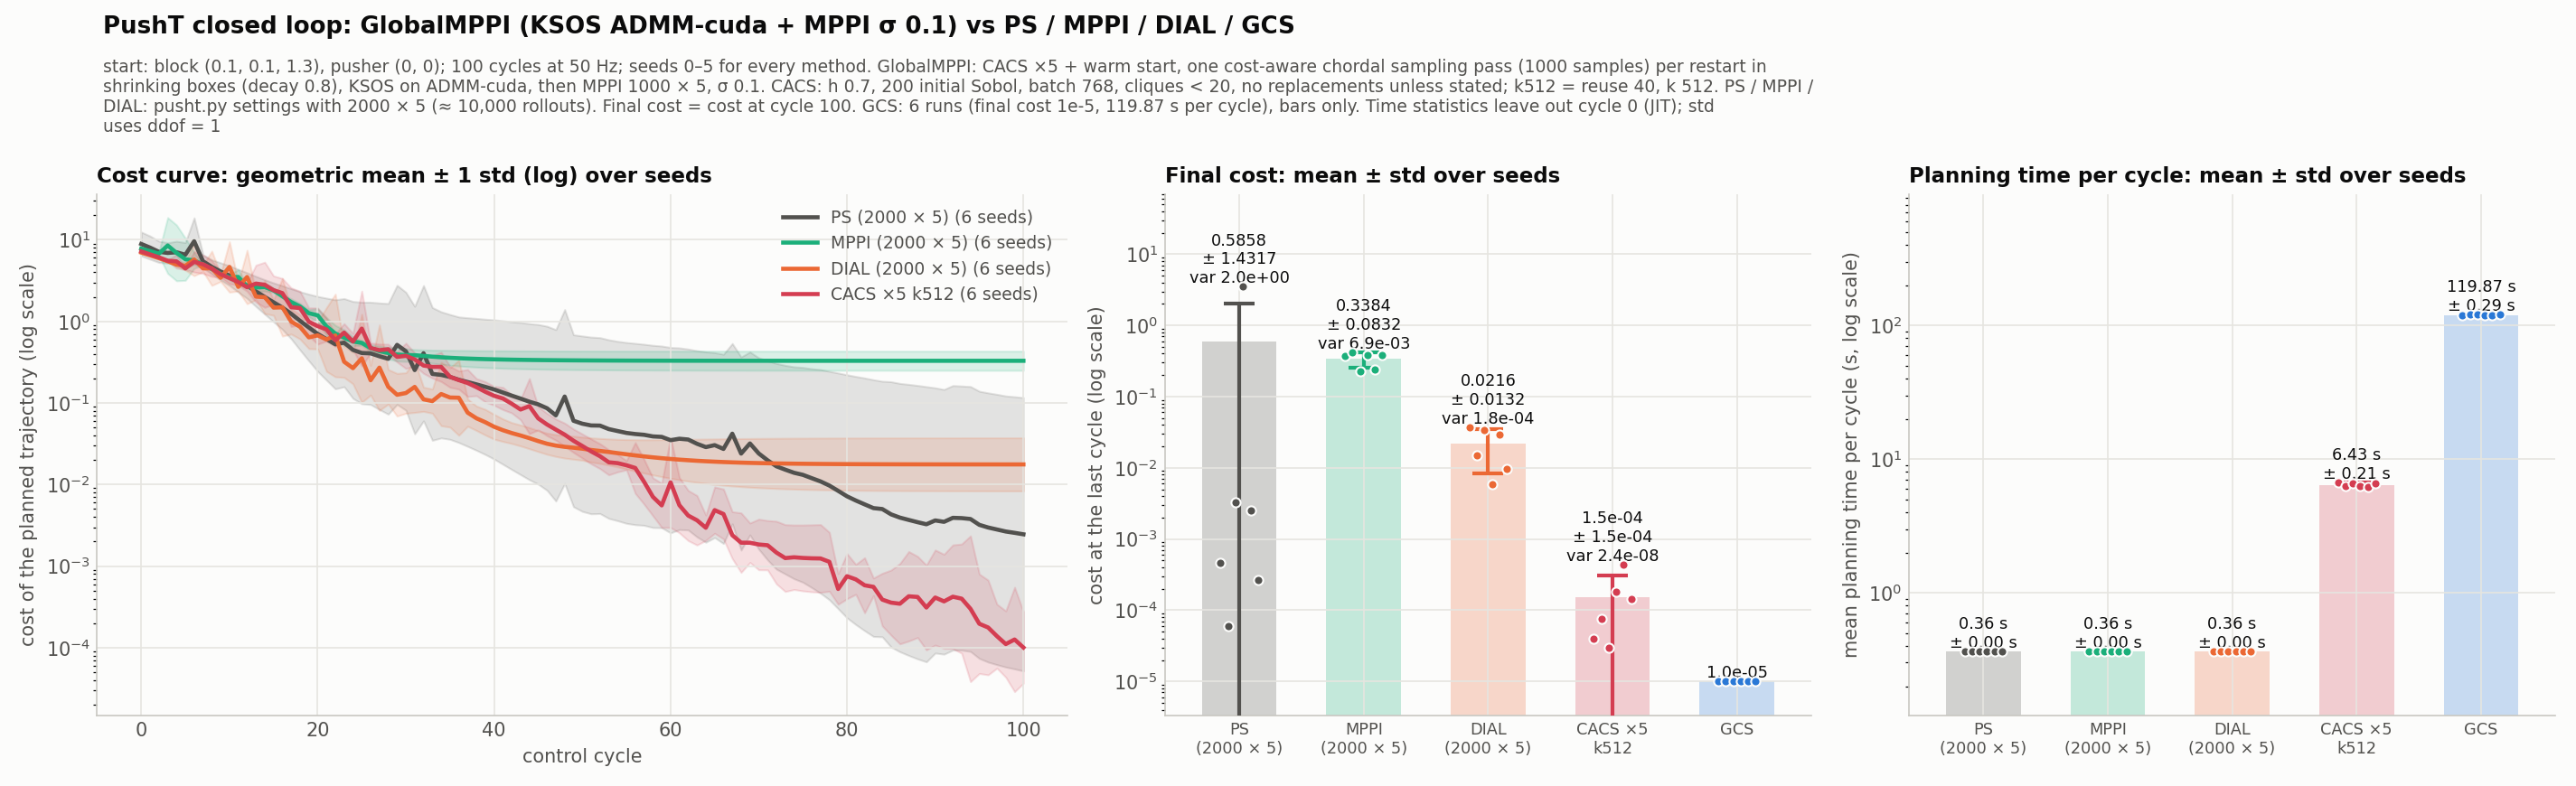 PushT closed loop: GlobalMPPI (KSOS ADMM-cuda + MPPI σ 0.1) vs PS / MPPI / DIAL / GCS
start: block (0.1, 0.1, 1.3), pusher (0, 0); 100 cycles at 50 Hz; seeds 0–5 for every method. GlobalMPPI: CACS ×5 + warm start, one cost-aware chordal sampling pass (1000 samples) per restart in
shrinking boxes (decay 0.8), KSOS on ADMM-cuda, then MPPI 1000 × 5, σ 0.1. CACS: h 0.7, 200 initial Sobol, batch 768, cliques < 20, no replacements unless stated; k512 = reuse 40, k 512. PS / MPPI /
DIAL: pusht.py settings with 2000 × 5 (≈ 10,000 rollouts). Final cost = cost at cycle 100. GCS: 6 runs (final cost 1e-5, 119.87 s per cycle), bars only. Time statistics leave out cycle 0 (JIT); std
uses ddof = 1
Cost curve: geometric mean ± 1 std (log) over seeds
cost of the planned trajectory (log scale)
10¹
10⁰
10⁻¹
10⁻²
10⁻³
10⁻⁴
PS (2000 × 5) (6 seeds)
MPPI (2000 × 5) (6 seeds)
DIAL (2000 × 5) (6 seeds)
CACS ×5 k512 (6 seeds)
0 20 40 60 80 100
control cycle
Final cost: mean ± std over seeds
cost at the last cycle (log scale)
10¹
10⁰
10⁻¹
10⁻²
10⁻³
10⁻⁴
10⁻⁵
0.5858
± 1.4317
var 2.0e+00
0.3384
± 0.0832
var 6.9e-03
0.0216
± 0.0132
var 1.8e-04
1.5e-04
± 1.5e-04
var 2.4e-08
1.0e-05
PS MPPI DIAL CACS ×5 GCS
(2000 × 5) (2000 × 5) (2000 × 5) k512
Planning time per cycle: mean ± std over seeds
mean planning time per cycle (s, log scale)
10²
10¹
10⁰
0.36 s
± 0.00 s
0.36 s
± 0.00 s
0.36 s
± 0.00 s
6.43 s
± 0.21 s
119.87 s
± 0.29 s
PS MPPI DIAL CACS ×5 GCS
(2000 × 5) (2000 × 5) (2000 × 5) k512